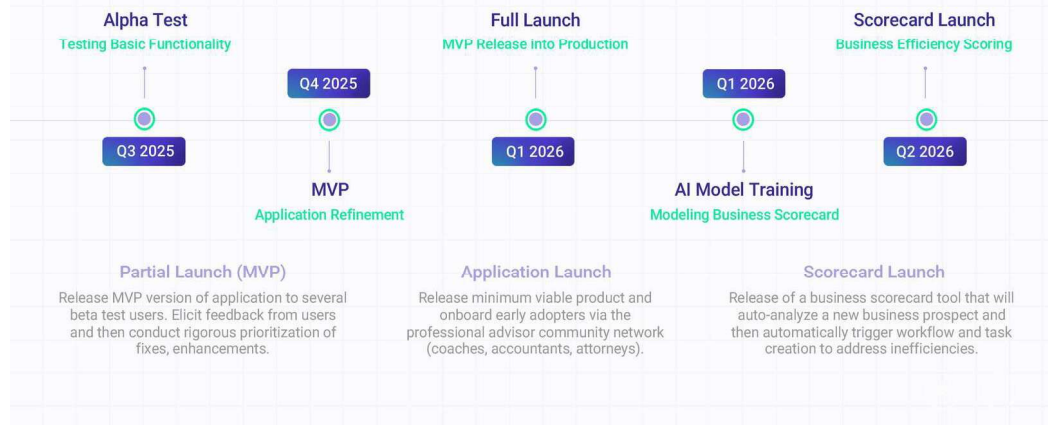 Alpha Test
Testing Basic Functionality
Q3 2025
Q4 2025
MVP
Application Refinement
Full Launch
MVP Release into Production
Q1 2026
Q1 2026
AI Model Training
Modeling Business Scorecard
Scorecard Launch
Business Efficiency Scoring
Q2 2026
Partial Launch (MVP)
Release MVP version of application to several
beta test users. Elicit feedback from users
and then conduct rigorous prioritization of
fixes, enhancements.
Application Launch
Release minimum viable product and
onboard early adopters via the
professional advisor community network
(coaches, accountants, attorneys).
Scorecard Launch
Release of a business scorecard tool that will
auto-analyze a new business prospect and
then automatically trigger workflow and task
creation to address inefficiencies.